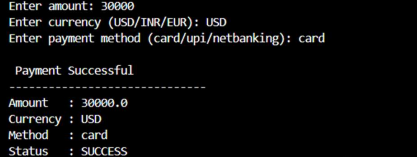 Enter amount: 30000
Enter currency (USD/INR/EUR): USD
Enter payment method (card/upi/netbanking): card
Payment Successful
------------------------------
Amount   : 30000.0
Currency : USD
Method   : card
Status   : SUCCESS